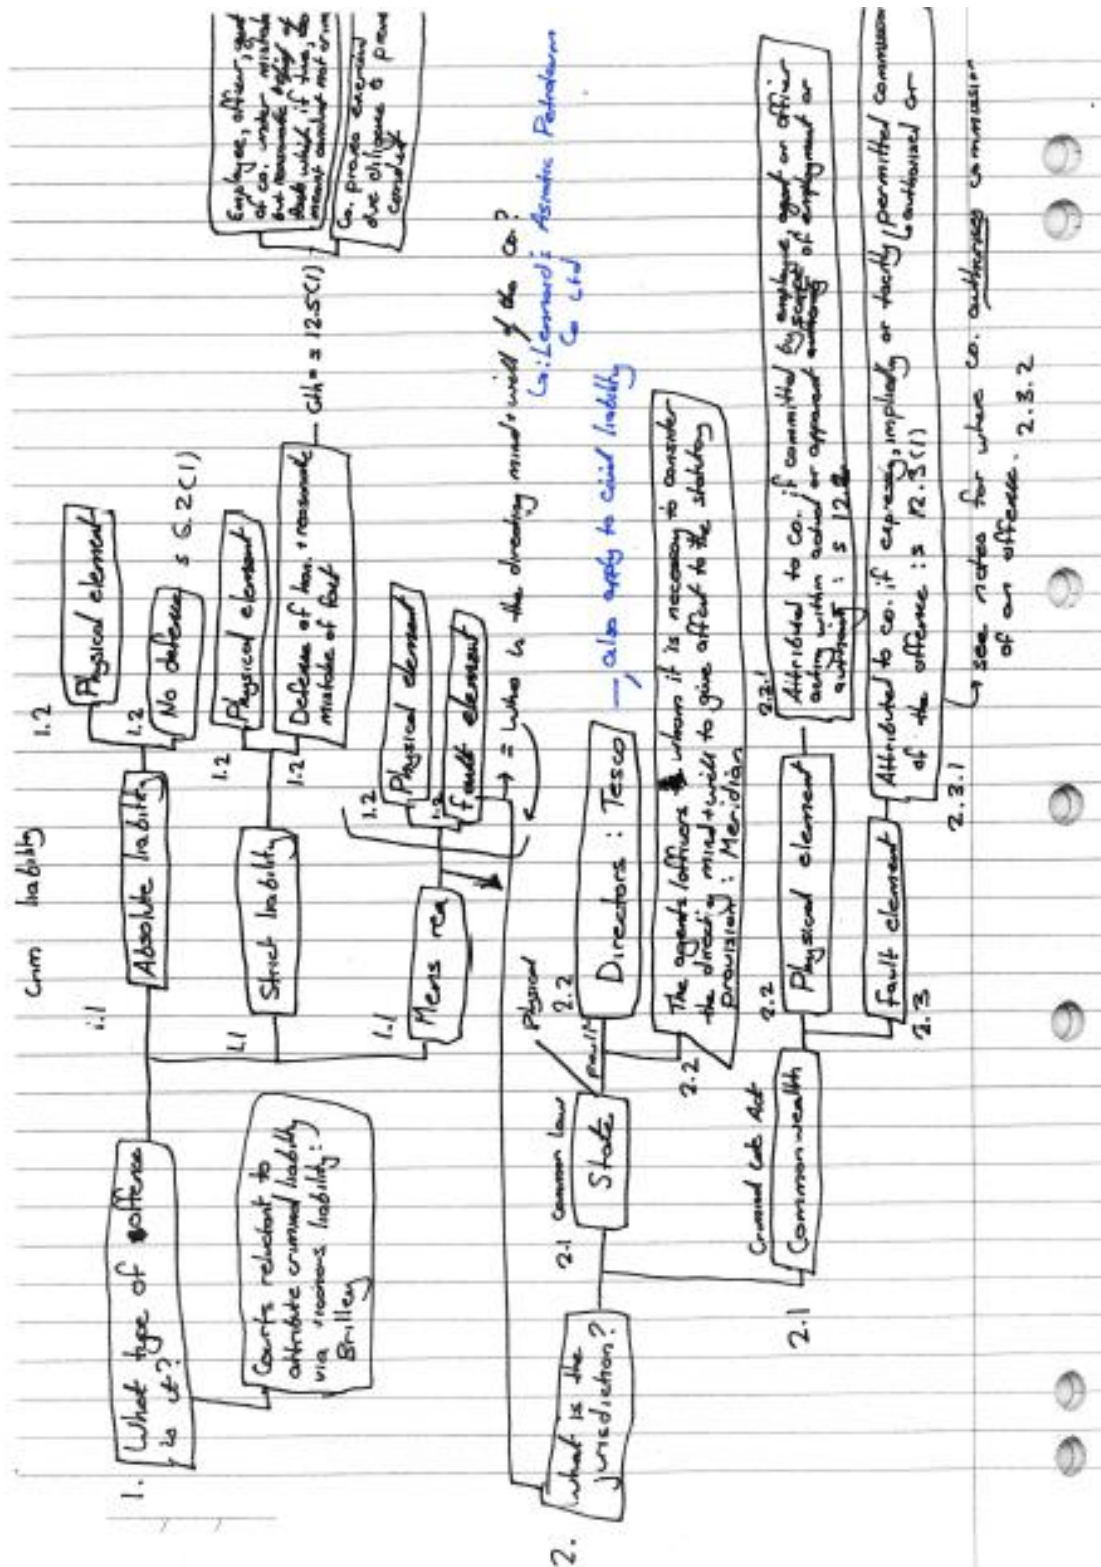 Crim liability
1.
What type of offence
is it?
Courts reluctant to
attribute criminal liability
via vicarious liability:
Brilley
1.1
Absolute liability
1.2
Physical element
1.2
No defence
s 6.2(1)
1.1
Strict liability
1.2
Physical element
1.2
Defence of hon. + reasonable
mistake of fact
Cth = s 12.5(1)
Employee, officer,
of co. under mistake
but reasonable belief of
which if true,
meant conduct not
Co. proves exercised
due diligence to
conduct
1.1
Mens rea
1.2
Physical element
1.2
Fault element
→ = Who is the directing mind + will of the co.?
Lennard's Asiatic Petroleum
Co Ltd
2.
What is the
jurisdiction?
2.1
Common law
State
Physical
Fault
2.2
Directors : Tesco
— also apply to civil liability
2.2
The agents/officers whom it is necessary to consider
the directing mind + will to give effect to the statutory
provision : Meridian
2.1
Criminal Code Act
Commonwealth
2.2
Physical element
2.2.1
Attributed to co. if committed by employee, agent or officer
acting within actual or apparent scope of employment or
authority : s 12.2
2.3
Fault element
2.3.1
Attributed to co. if expressly, impliedly or tacitly permitted
authorised or
of the offence : s 12.3(1)
↳ see notes for where co. authorises commission
of an offence. 2.3.2